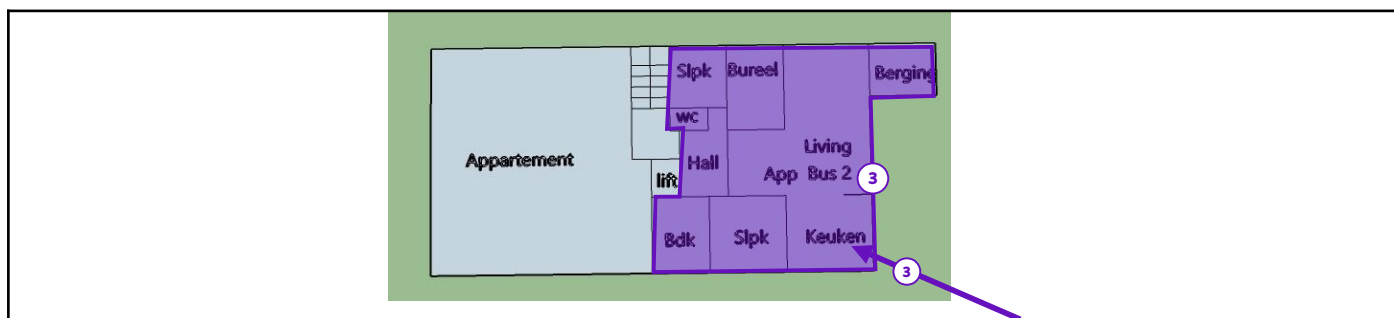 Slpk Bureel Berging
wc
Living
Appartement Hall
App Bus 2 3
lift
Bdk Slpk Keuken
3